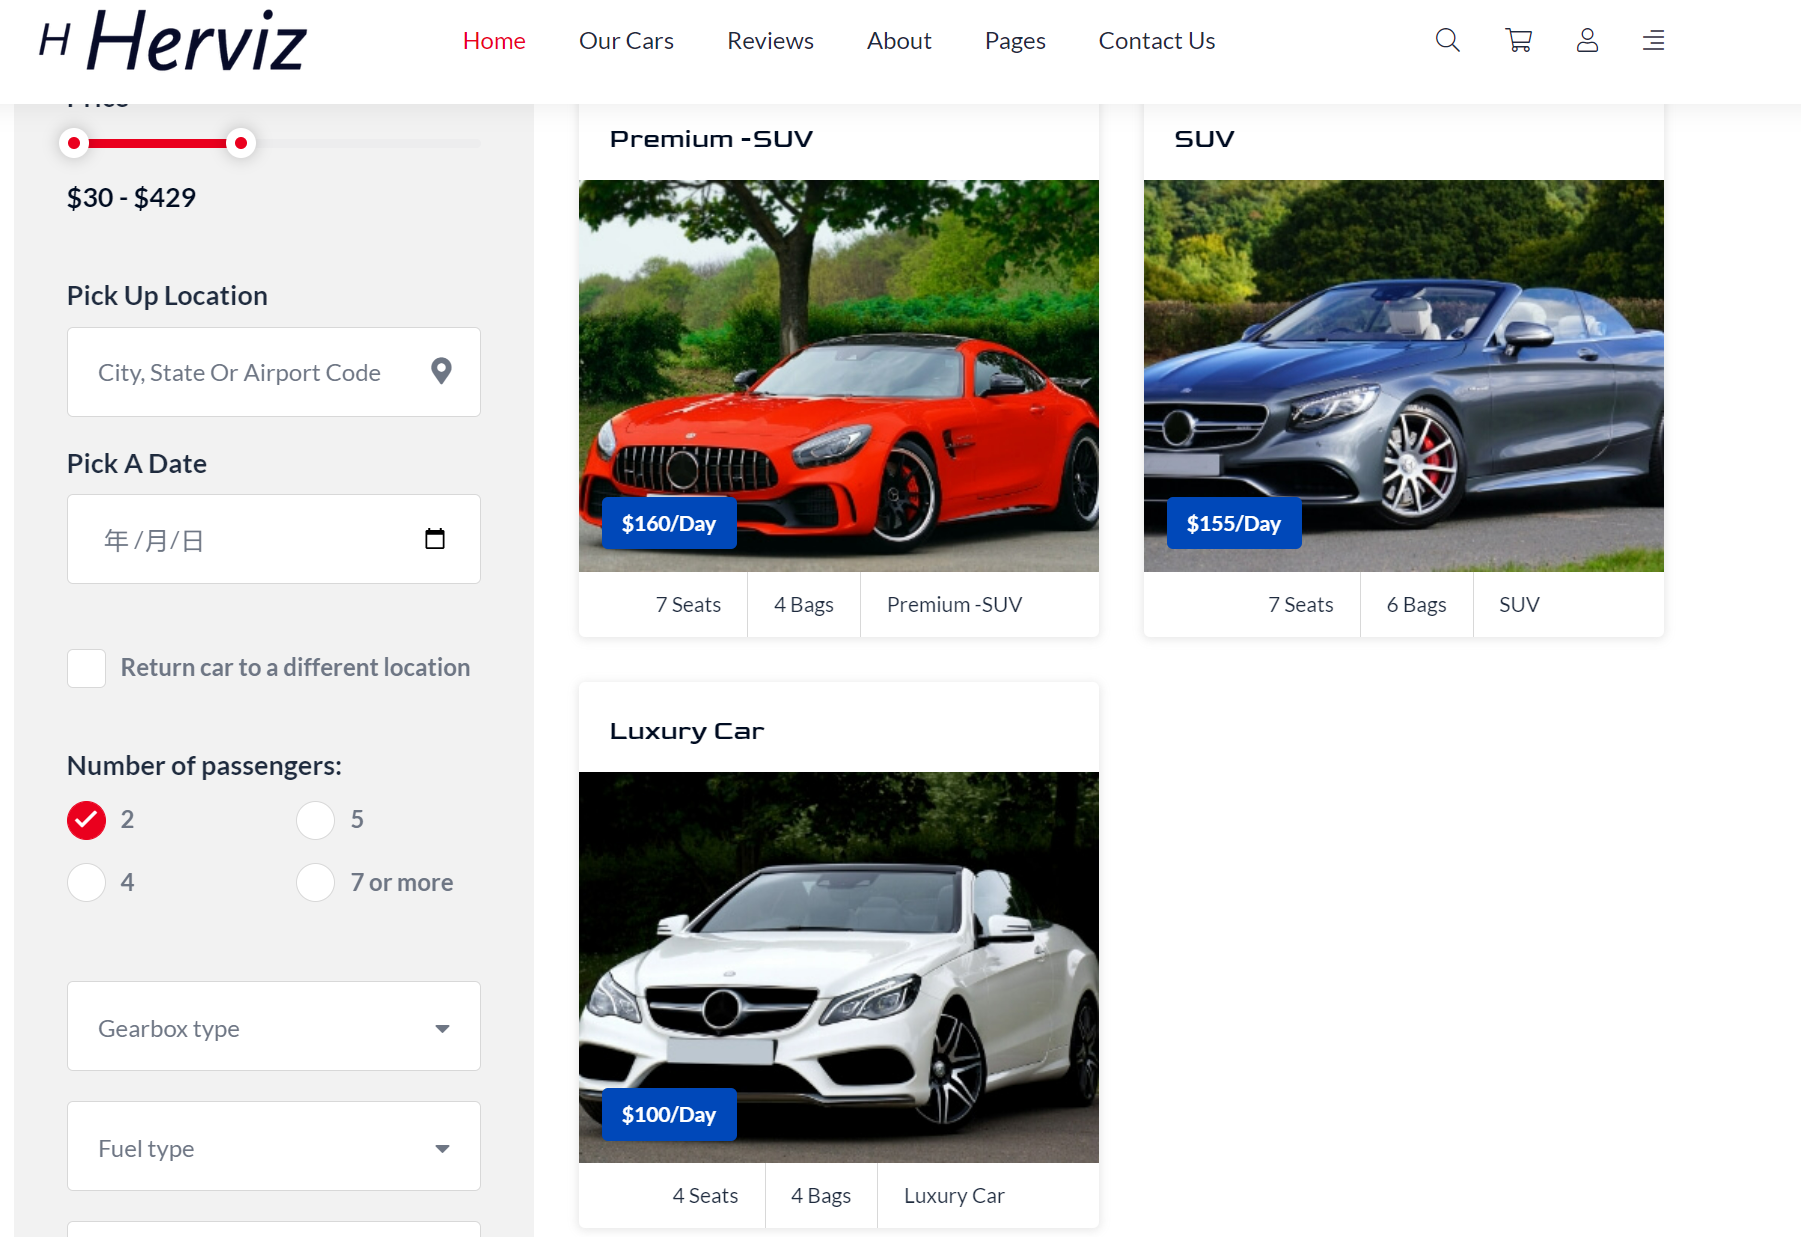 H Herviz
Home
Our Cars
Reviews
About
Pages
Contact Us
Price
$30 - $429
Pick Up Location
City, State Or Airport Code
Pick A Date
年 /月/日
Return car to a different location
Number of passengers:
2
5
4
7 or more
Gearbox type
Fuel type
Premium -SUV
$160/Day
7 Seats
4 Bags
Premium -SUV
SUV
$155/Day
7 Seats
6 Bags
SUV
Luxury Car
$100/Day
4 Seats
4 Bags
Luxury Car